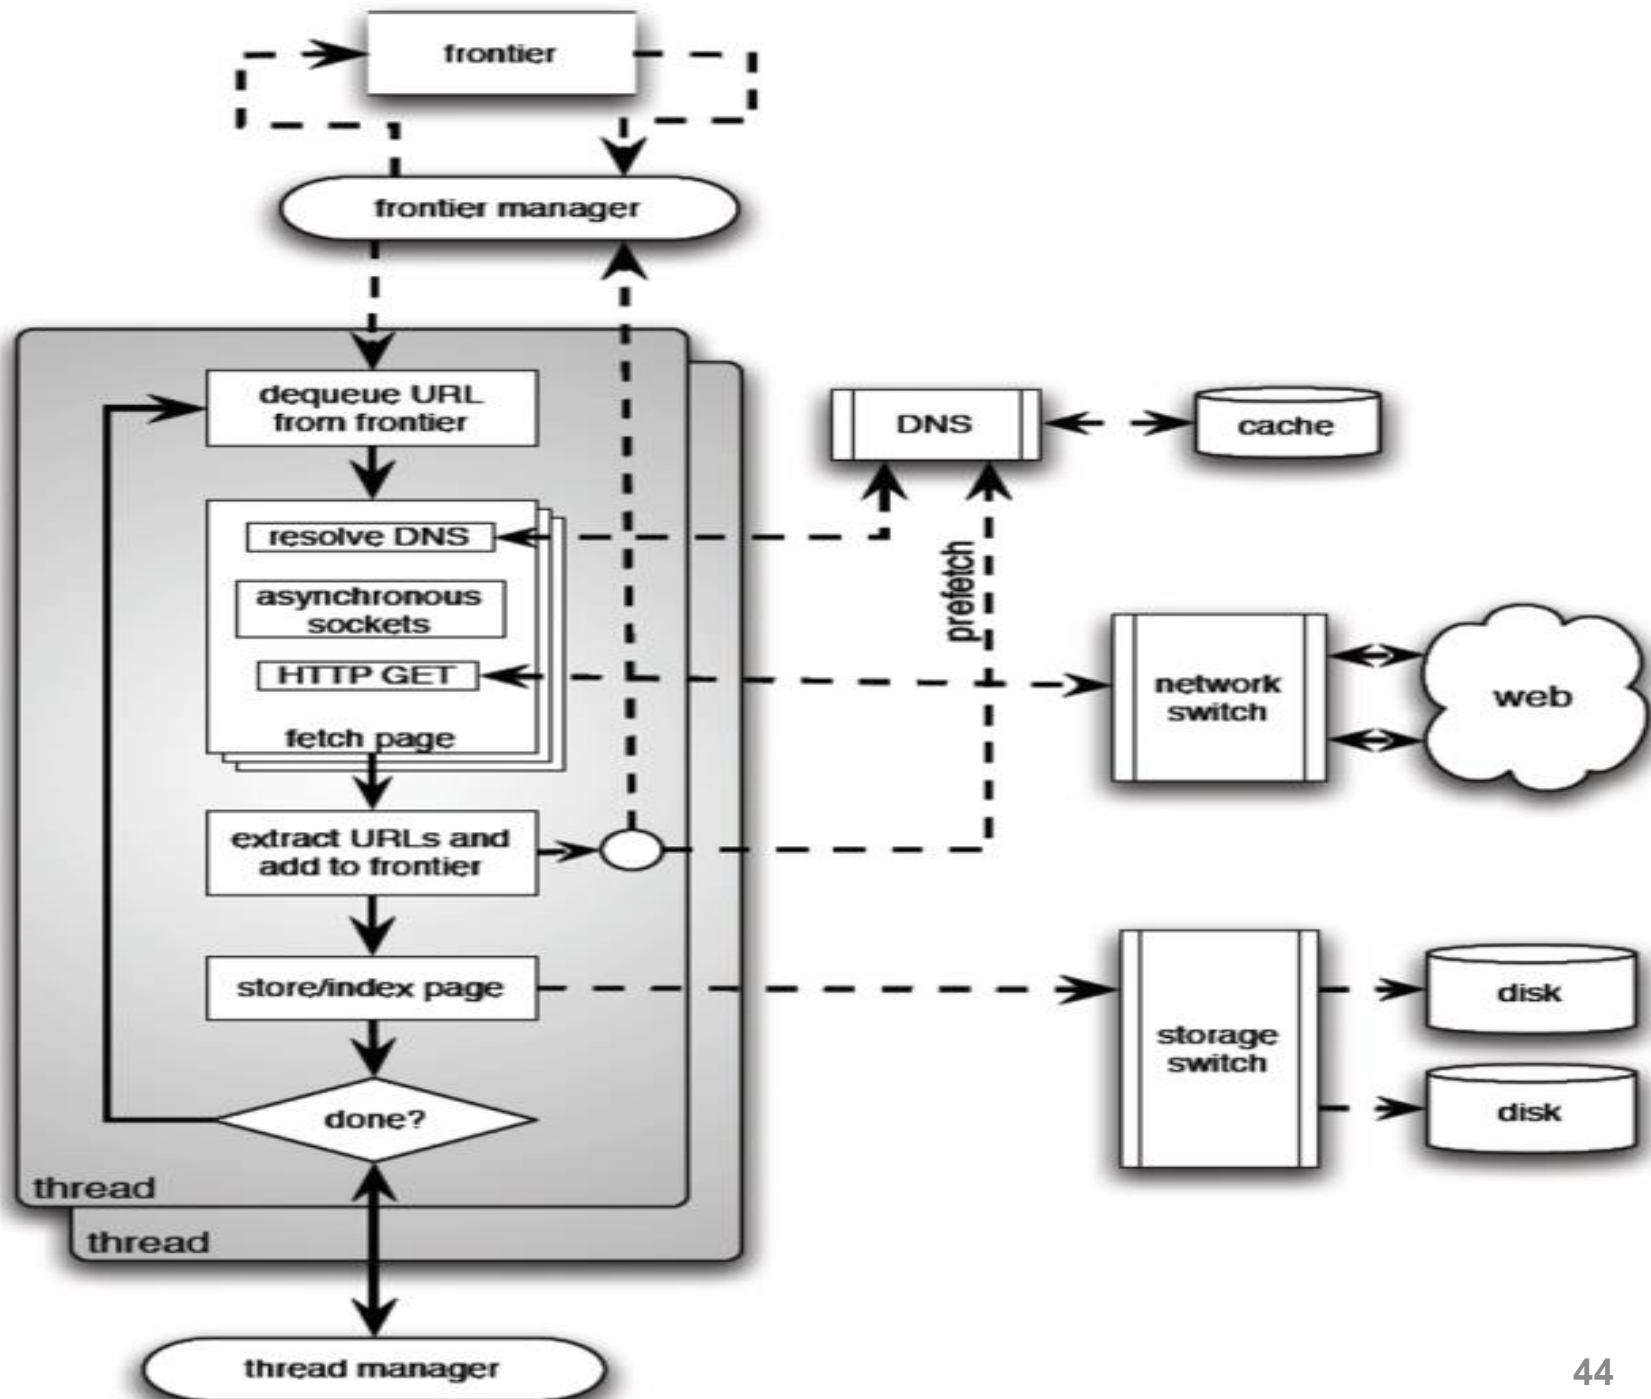 frontier
frontier manager
dequeue URL
from frontier
DNS
cache
resolve DNS
asynchronous
sockets
HTTP GET
fetch page
prefetch
network
switch
web
extract URLs and
add to frontier
store/index page
storage
switch
disk
disk
done?
thread
thread
thread manager
44